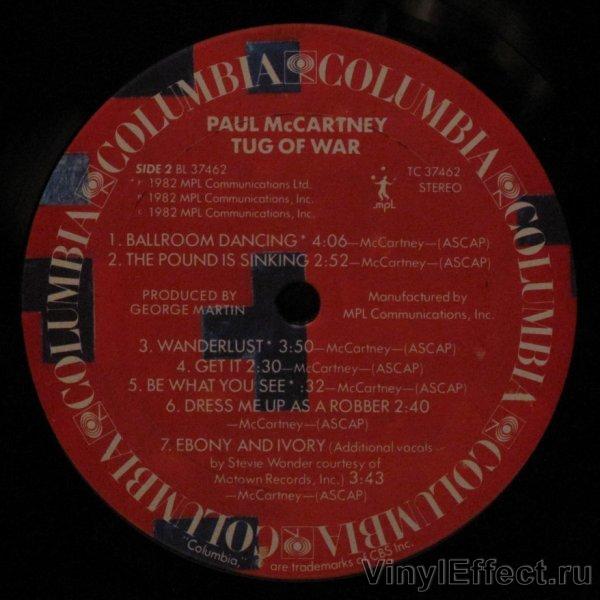 COLUMBIA COLUMBIA COLUMBIA COLUMBIA COLUMBIA COLUMBIA
PAUL McCARTNEY
TUG OF WAR
SIDE 2 BL 37462
TC 37462
STEREO
℗ 1982 MPL Communications Ltd.
℗ 1982 MPL Communications, Inc.
© 1982 MPL Communications, Inc.
mpL
1. BALLROOM DANCING* 4:06—McCartney—(ASCAP)
2. THE POUND IS SINKING 2:52—McCartney—(ASCAP)
PRODUCED BY
GEORGE MARTIN
Manufactured by
MPL Communications, Inc.
3. WANDERLUST* 3:50—McCartney—(ASCAP)
4. GET IT 2:30—McCartney—(ASCAP)
5. BE WHAT YOU SEE* :32—McCartney—(ASCAP)
6. DRESS ME UP AS A ROBBER 2:40
—McCartney—(ASCAP)
7. EBONY AND IVORY (Additional vocals
by Stevie Wonder courtesy of
Motown Records, Inc.) 3:43
—McCartney—(ASCAP)
"Columbia," are trademarks of CBS Inc.
VinylEffect.ru